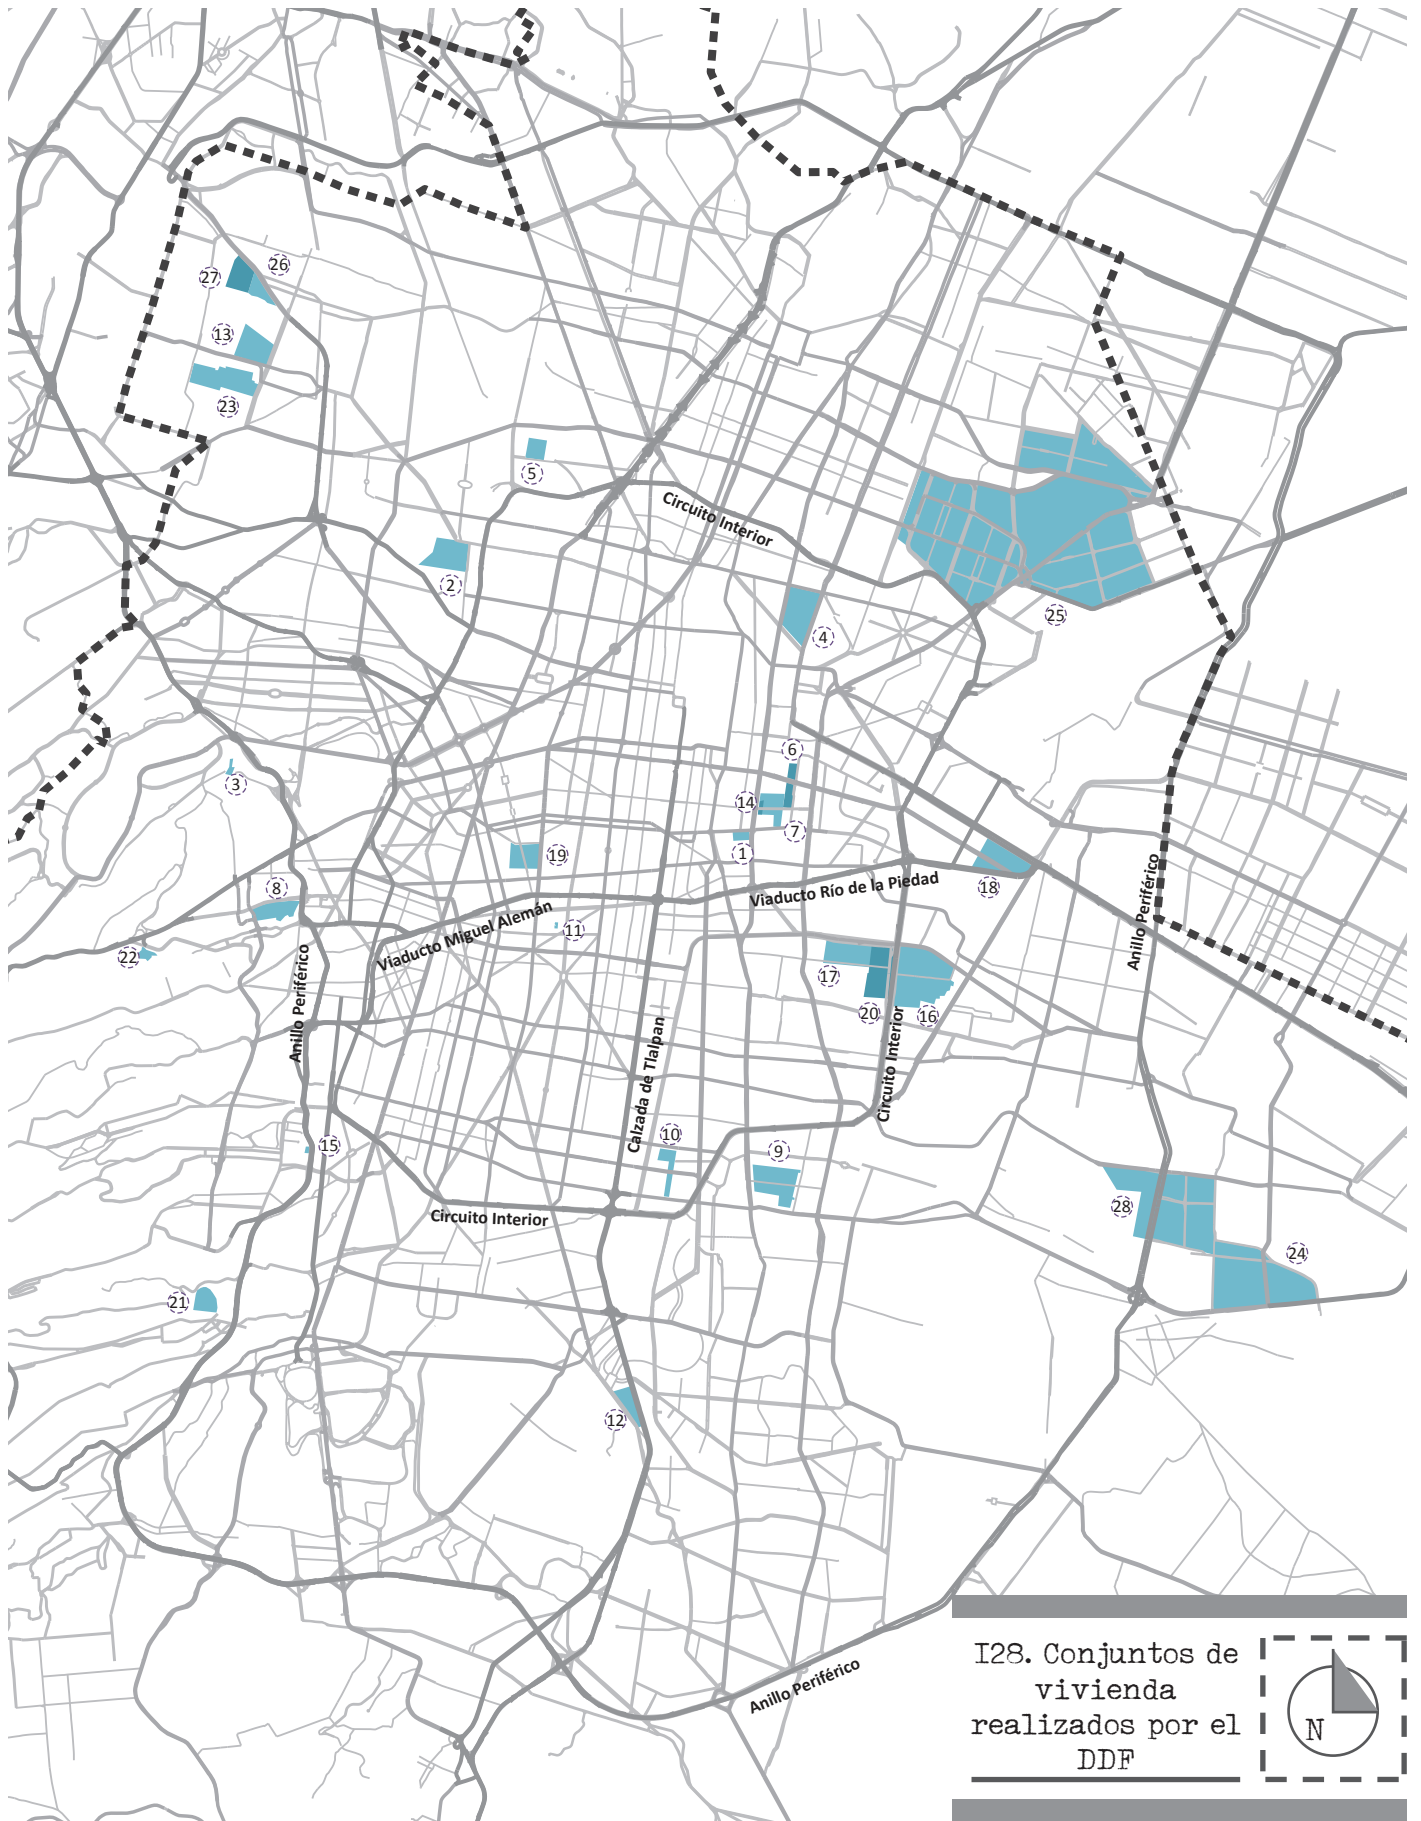 26
27
13
23
5
Circuito Interior
2
25
4
6
3
14
7
1
19
8
Viaducto Río de la Piedad
18
Anillo Periférico
Viaducto Miguel Alemán
11
22
17
20
16
Anillo Periférico
Circuito Interior
Calzada de Tlalpan
10
15
9
28
Circuito Interior
24
21
12
I28. Conjuntos de
vivienda
realizados por el
DDF
N
Anillo Periférico